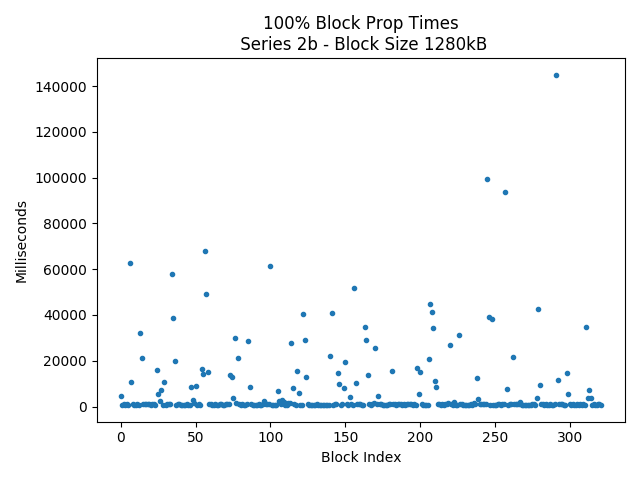 100% Block Prop Times
Series 2b - Block Size 1280kB
140000
120000
100000
80000
60000
40000
20000
0
Milliseconds
0 50 100 150 200 250 300
Block Index